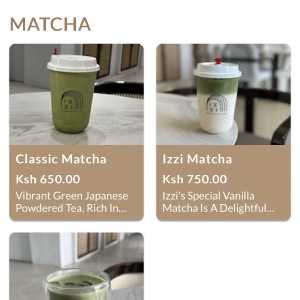 MATCHA
Classic Matcha
Ksh 650.00
Vibrant Green Japanese
Powdered Tea, Rich In...
Izzi Matcha
Ksh 750.00
Izzi's Special Vanilla
Matcha Is A Delightful...